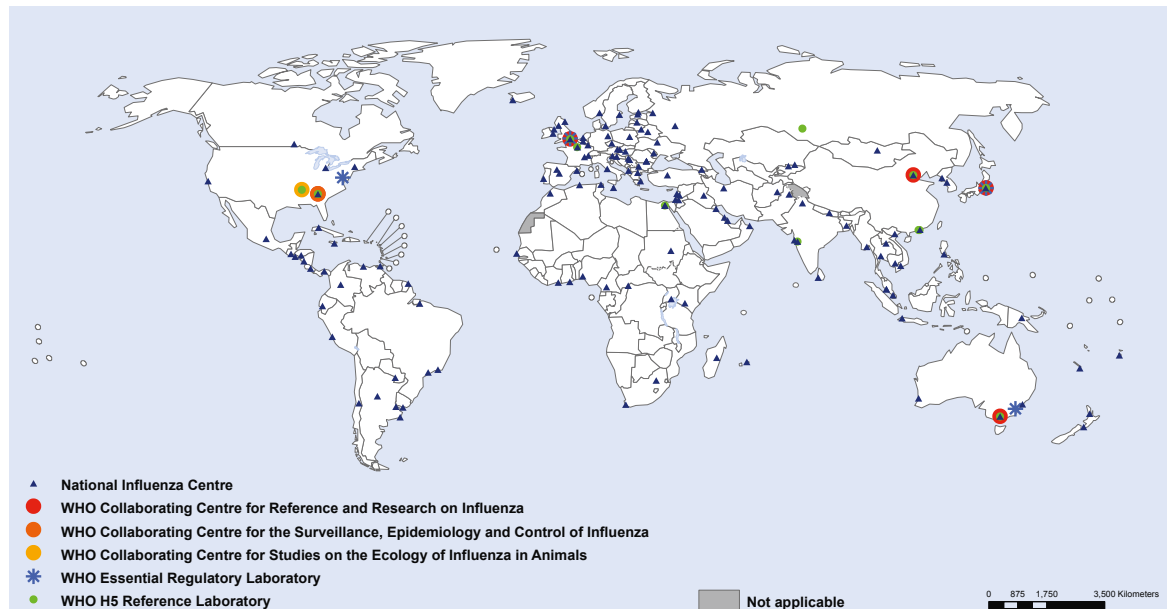 National Influenza Centre
WHO Collaborating Centre for Reference and Research on Influenza
WHO Collaborating Centre for the Surveillance, Epidemiology and Control of Influenza
WHO Collaborating Centre for Studies on the Ecology of Influenza in Animals
WHO Essential Regulatory Laboratory
WHO H5 Reference Laboratory
Not applicable
0 875 1,750 3,500 Kilometers